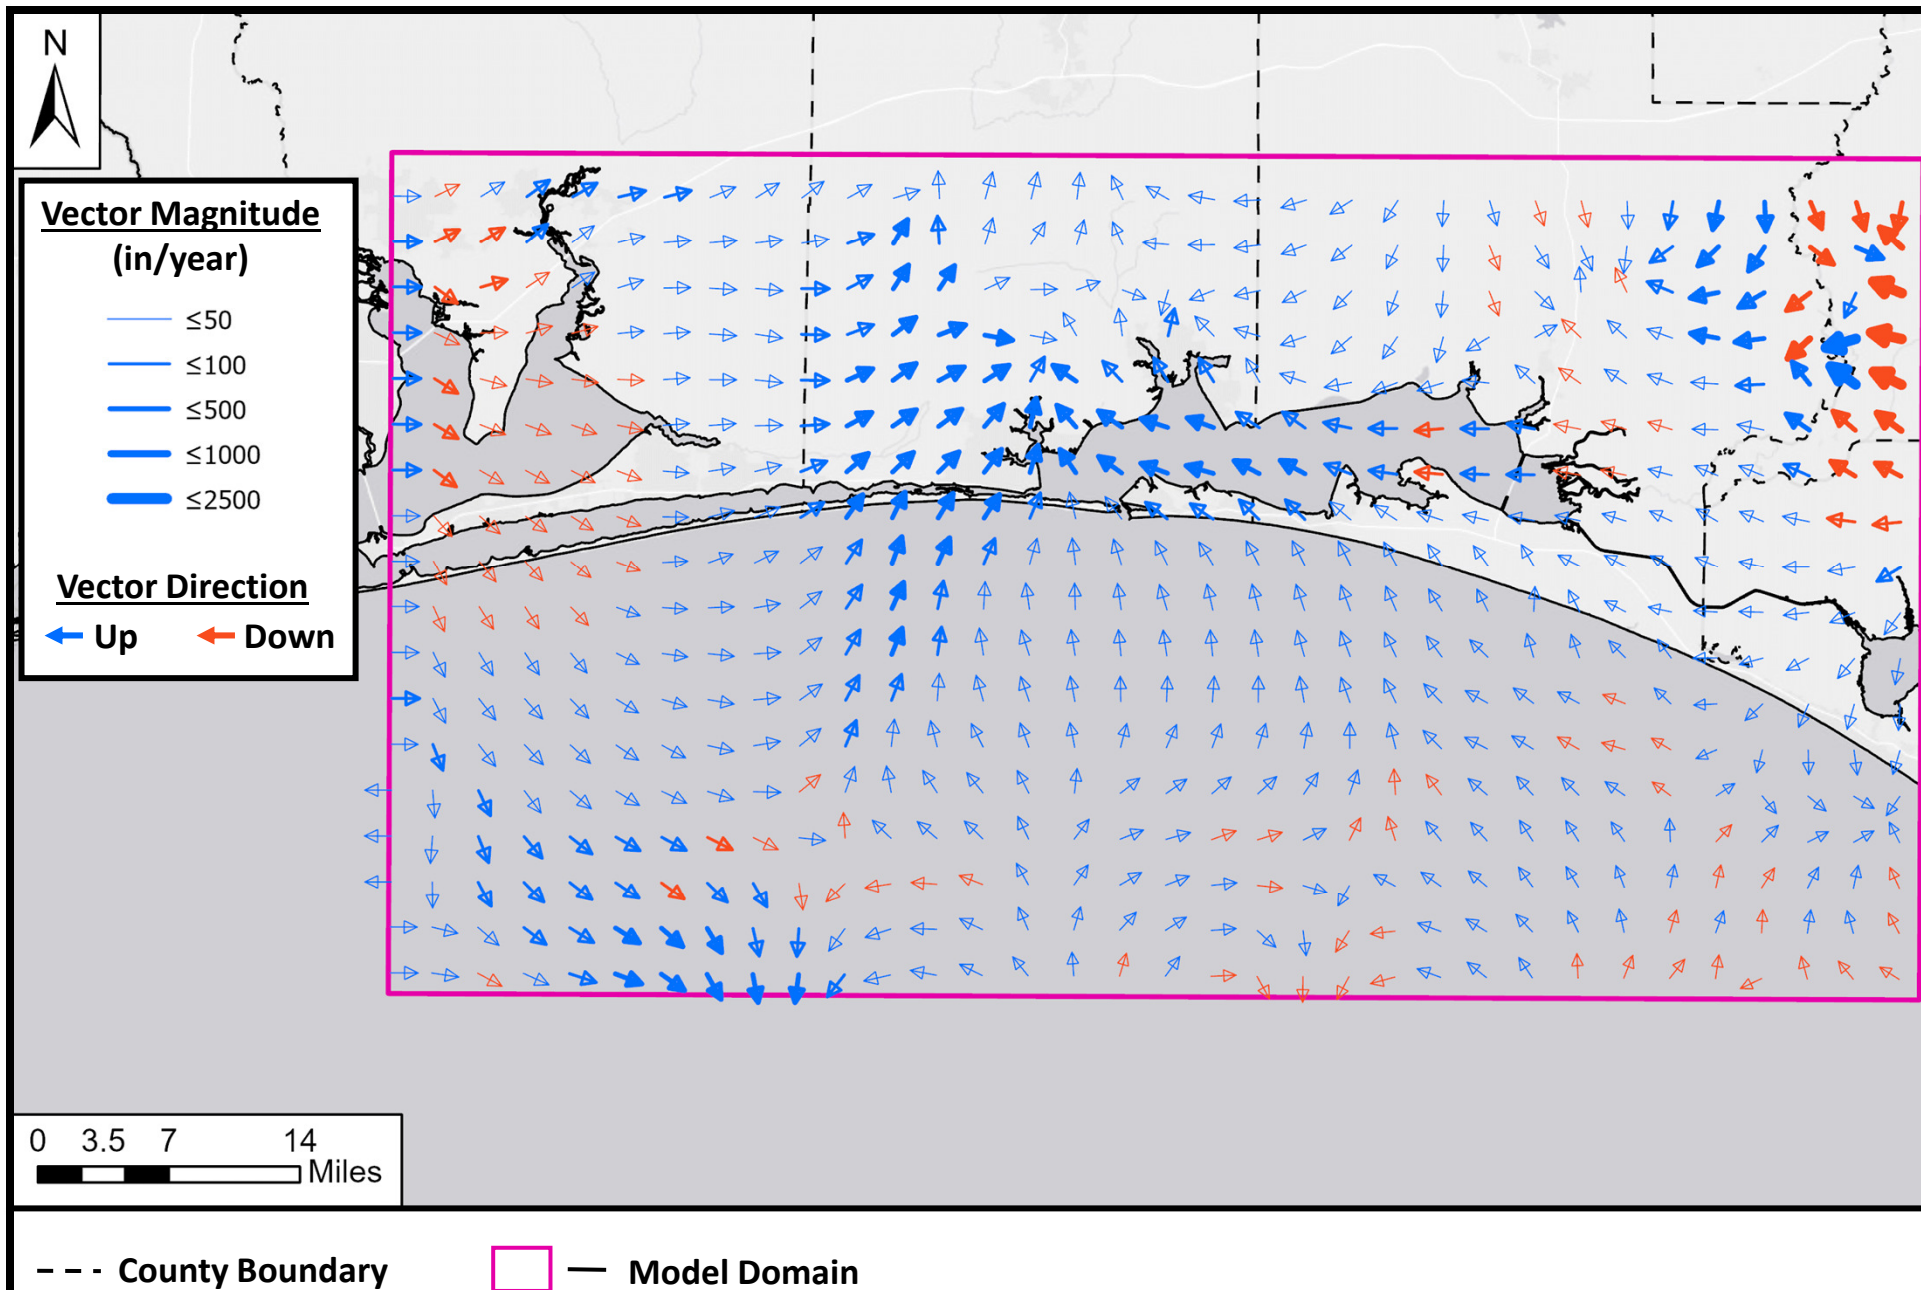 N
Vector Magnitude
(in/year)
≤50
≤100
≤500
≤1000
≤2500
Vector Direction
Up
Down
0 3.5 7 14
Miles
County Boundary
Model Domain